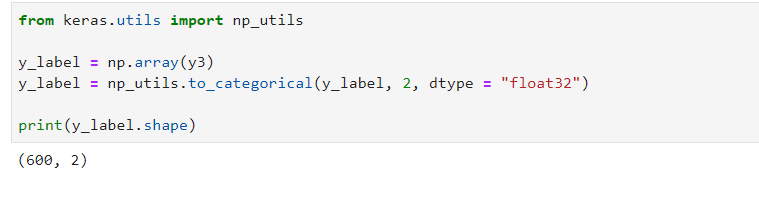 from keras.utils import np_utils
y_label = np.array(y3)
y_label = np_utils.to_categorical(y_label, 2, dtype = "float32")
print(y_label.shape)
(600, 2)